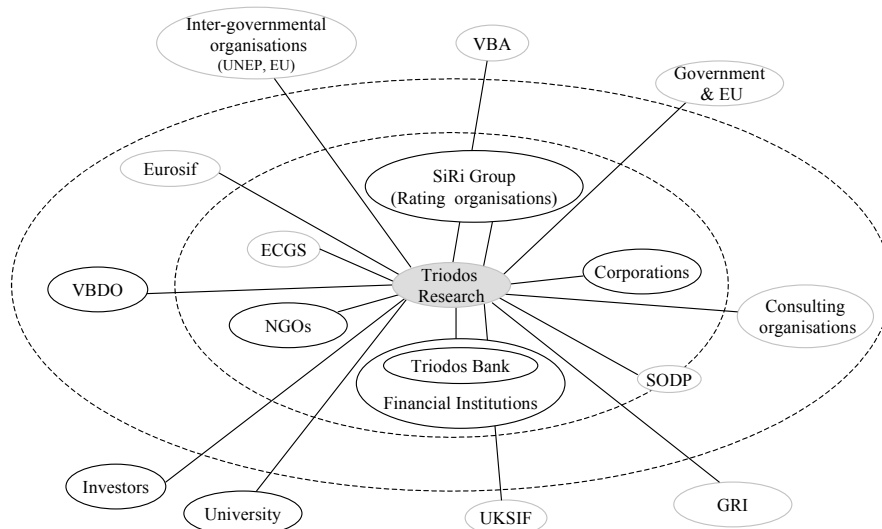 Inter-governmental
organisations
(UNEP, EU)
VBA
Government
& EU
Eurosif
SiRi Group
(Rating organisations)
ECGS
Triodos
Research
Corporations
VBDO
NGOs
Consulting
organisations
Triodos Bank
Financial Institutions
SODP
Investors
University
UKSIF
GRI